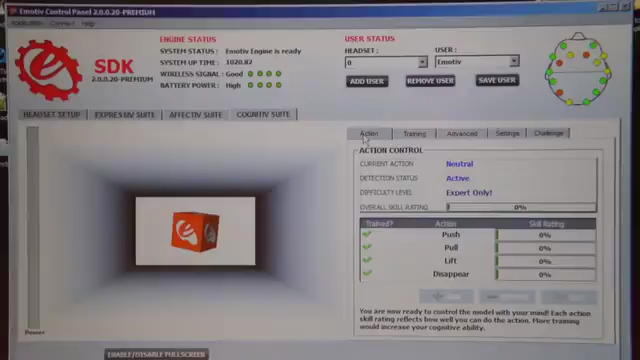 Emotiv Control Panel 2.0.0.20-PREMIUM
Application Connect Help
SDK
2.0.0.20-PREMIUM
ENGINE STATUS
SYSTEM STATUS: Emotiv Engine is ready
SYSTEM UP TIME: 1020.82
WIRELESS SIGNAL: Good
BATTERY POWER: High
USER STATUS
HEADSET: USER:
0 Emotiv
ADD USER REMOVE USER SAVE USER
HEADSET SETUP EXPRESSIV SUITE AFFECTIV SUITE COGNITIV SUITE
Action Training Advanced Settings Challenge
ACTION CONTROL
CURRENT ACTION Neutral
DETECTION STATUS Active
DIFFICULTY LEVEL Expert Only!
OVERALL SKILL RATING 0%
Trained? Action Skill Rating
Push 0%
Pull 0%
Lift 0%
Disappear 0%
You are now ready to control the model with your mind! Each action
skill rating reflects how well you can do the action. More training
would increase your cognitiv ability.
Power
ENABLE/DISABLE FULLSCREEN